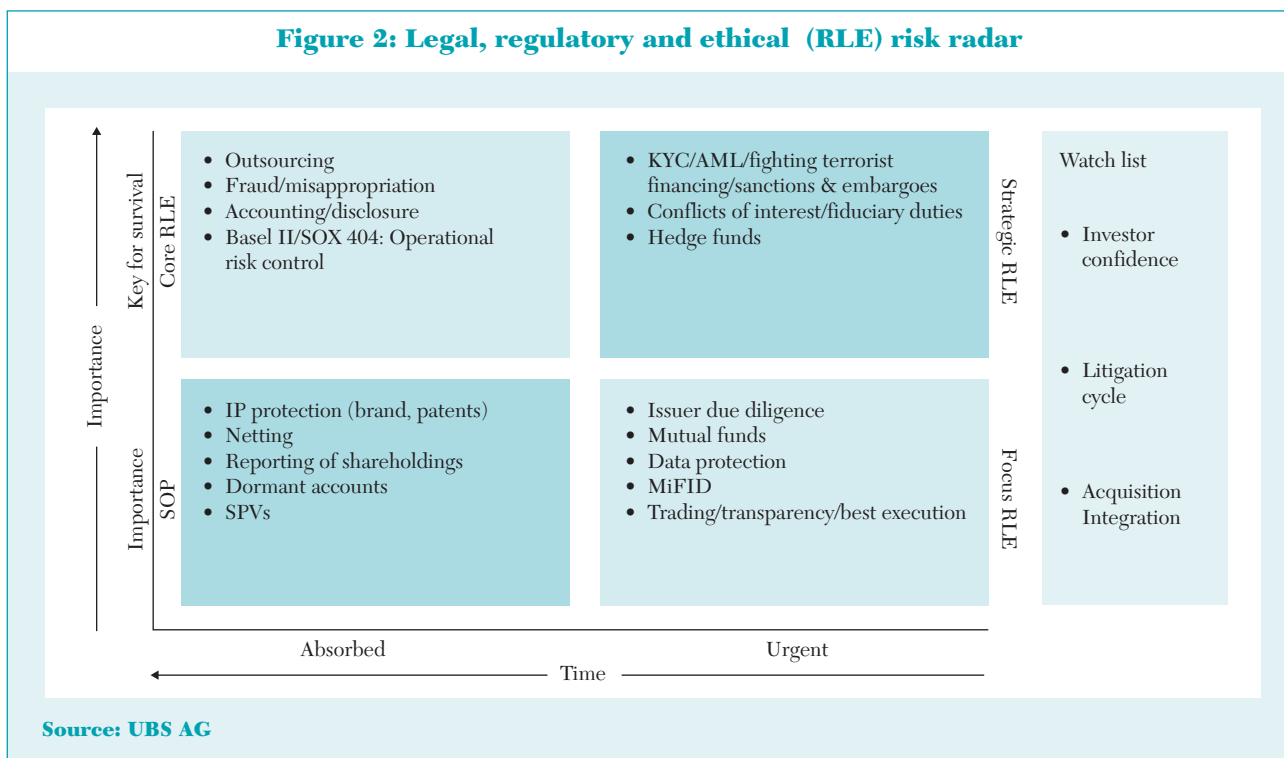 Figure 2: Legal, regulatory and ethical (RLE) risk radar
Importance
Key for survival
Core RLE
• Outsourcing
• Fraud/misappropriation
• Accounting/disclosure
• Basel II/SOX 404: Operational
risk control
• KYC/AML/fighting terrorist
financing/sanctions & embargoes
• Conflicts of interest/fiduciary duties
• Hedge funds
Strategic RLE
Importance
SOP
• IP protection (brand, patents)
• Netting
• Reporting of shareholdings
• Dormant accounts
• SPVs
• Issuer due diligence
• Mutual funds
• Data protection
• MiFID
• Trading/transparency/best execution
Focus RLE
Watch list
• Investor
confidence
• Litigation
cycle
• Acquisition
Integration
Absorbed
Urgent
Time
Source: UBS AG